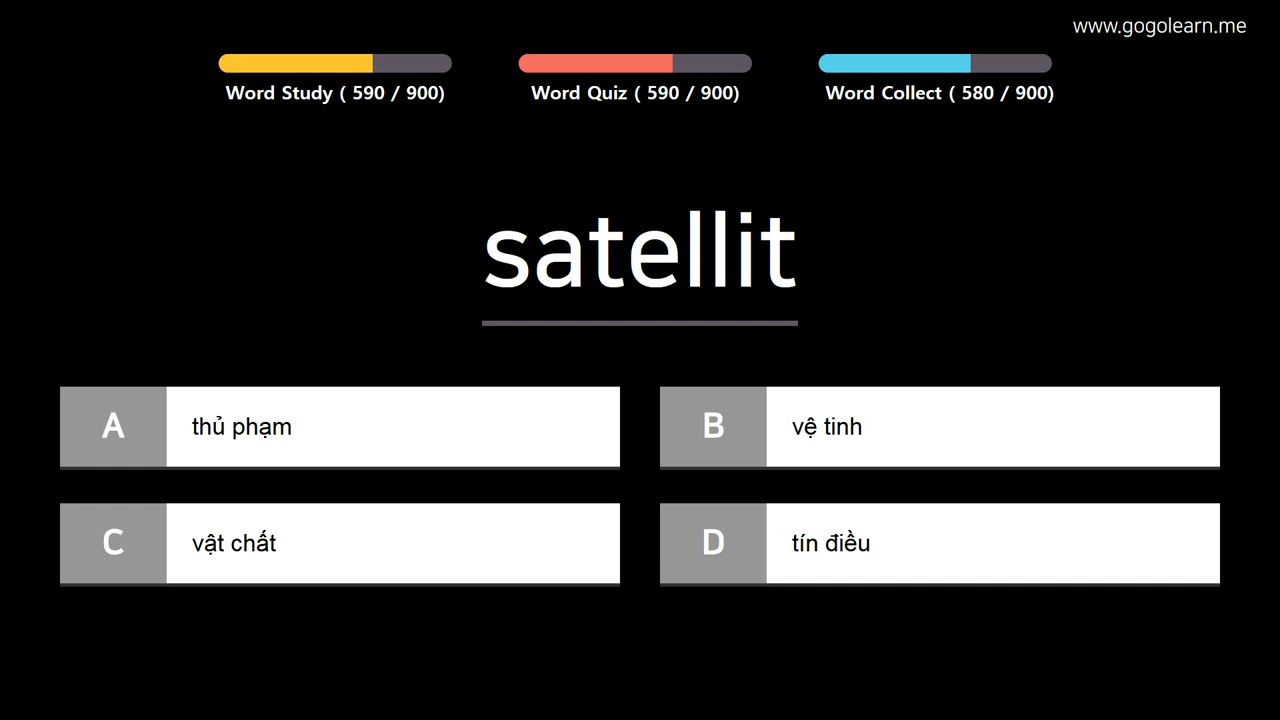 www.gogolearn.me
Word Study ( 590 / 900)
Word Quiz ( 590 / 900)
Word Collect ( 580 / 900)
satellit
A
thủ phạm
B
vệ tinh
C
vật chất
D
tín điều